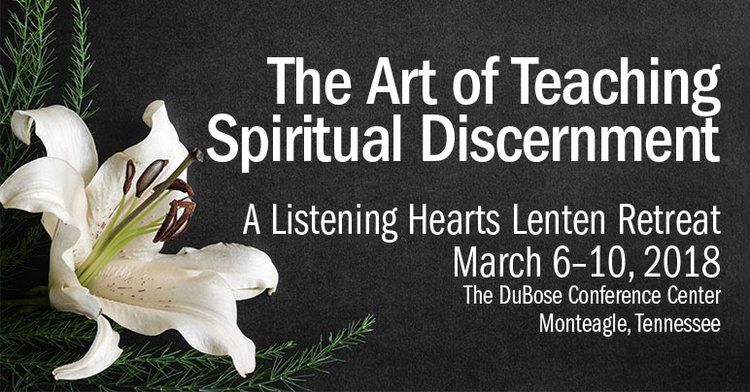 The Art of Teaching
Spiritual Discernment
A Listening Hearts Lenten Retreat
March 6–10, 2018
The DuBose Conference Center
Monteagle, Tennessee